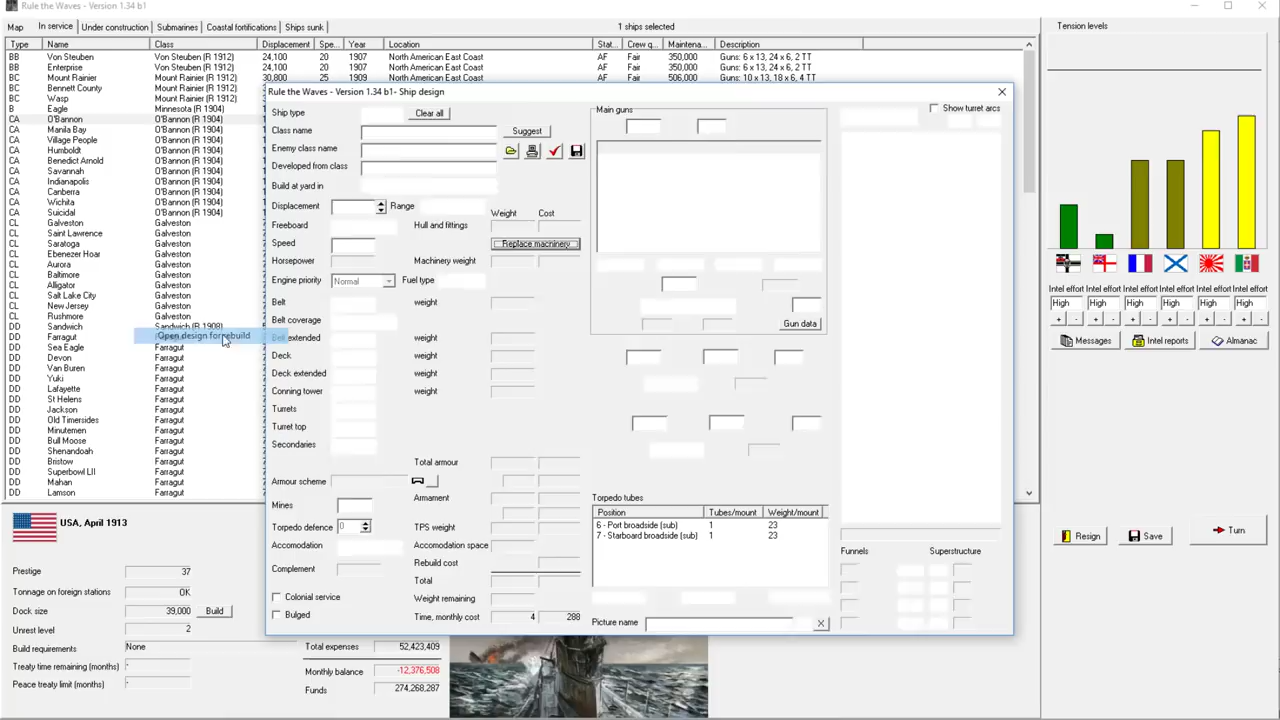 Rule the Waves - Version 1.34 b1
Map In service Under construction Submarines Coastal fortifications Ships sunk 1 ships selected
Type Name Class Displacement Spe... Year Location Stat... Crew q... Maintena... Description
BB Von Steuben Von Steuben (R 1912) 24,100 20 1907 North American East Coast AF Fair 350,000 Guns: 6 x 13, 24 x 6, 2 TT
BB Enterprise Von Steuben (R 1912) 24,100 20 1907 North American East Coast AF Fair 350,000 Guns: 6 x 13, 24 x 6, 2 TT
BC Mount Rainier Mount Rainier (R 1912) 30,800 25 1909 North American East Coast AF Fair 506,000 Guns: 10 x 13, 18 x 6, 4 TT
BC Bennett County Mount Rainier (R 1912)
BC Wasp Mount Rainier (R 1912)
B Eagle Minnesota (R 1904)
CA O'Bannon O'Bannon (R 1904)
CA Manila Bay O'Bannon (R 1904)
CA Village People O'Bannon (R 1904)
CA Humboldt O'Bannon (R 1904)
CA Benedict Arnold O'Bannon (R 1904)
CA Savannah O'Bannon (R 1904)
CA Indianapolis O'Bannon (R 1904)
CA Canberra O'Bannon (R 1904)
CA Wichita O'Bannon (R 1904)
CA Suicidal O'Bannon (R 1904)
CL Galveston Galveston
CL Saint Lawrence Galveston
CL Saratoga Galveston
CL Ebenezer Hoar Galveston
CL Aurora Galveston
CL Baltimore Galveston
CL Alligator Galveston
CL Salt Lake City Galveston
CL New Jersey Galveston
CL Rushmore Galveston
DD Sandwich Sandwich (R 1908)
DD Farragut
Open design for rebuild
DD Sea Eagle Farragut
DD Devon Farragut
DD Van Buren Farragut
DD Yuki Farragut
DD Lafayette Farragut
DD St Helens Farragut
DD Jackson Farragut
DD Old Timersides Farragut
DD Minutemen Farragut
DD Bull Moose Farragut
DD Shenandoah Farragut
DD Bristow Farragut
DD Superbowl LII Farragut
DD Mahan Farragut
DD Lamson Farragut
Rule the Waves - Version 1.34 b1- Ship design
Ship type Clear all
Class name Suggest
Enemy class name
Developed from class
Build at yard in
Displacement Range Weight Cost
Freeboard Hull and fittings
Speed Replace machinery
Horsepower Machinery weight
Engine priority Normal Fuel type
Belt weight
Belt coverage
Belt extended weight
Deck weight
Deck extended weight
Conning tower weight
Turrets
Turret top
Secondaries
Total armour
Armour scheme
Armament
Mines
Torpedo defence 0 TPS weight
Accomodation Accomodation space
Rebuild cost
Complement Total
Colonial service Weight remaining
Bulged Time, monthly cost 4 288
Main guns
Gun data
Torpedo tubes
Position Tubes/mount Weight/mount
6 - Port broadside (sub) 1 23
7 - Starboard broadside (sub) 1 23
Picture name X
Show turret arcs
Funnels Superstructure
Tension levels
Intel effort Intel effort Intel effort Intel effort Intel effort Intel effort
High High High High High High
+ - + - + - + - + - + -
Messages Intel reports Almanac
Resign Save Turn
USA, April 1913
Prestige 37
Tonnage on foreign stations OK
Dock size 39,000 Build
Unrest level 2
Build requirements None
Treaty time remaining (months) -
Peace treaty limit (months) -
Total expenses 52,423,409
Monthly balance -12,376,508
Funds 274,268,287